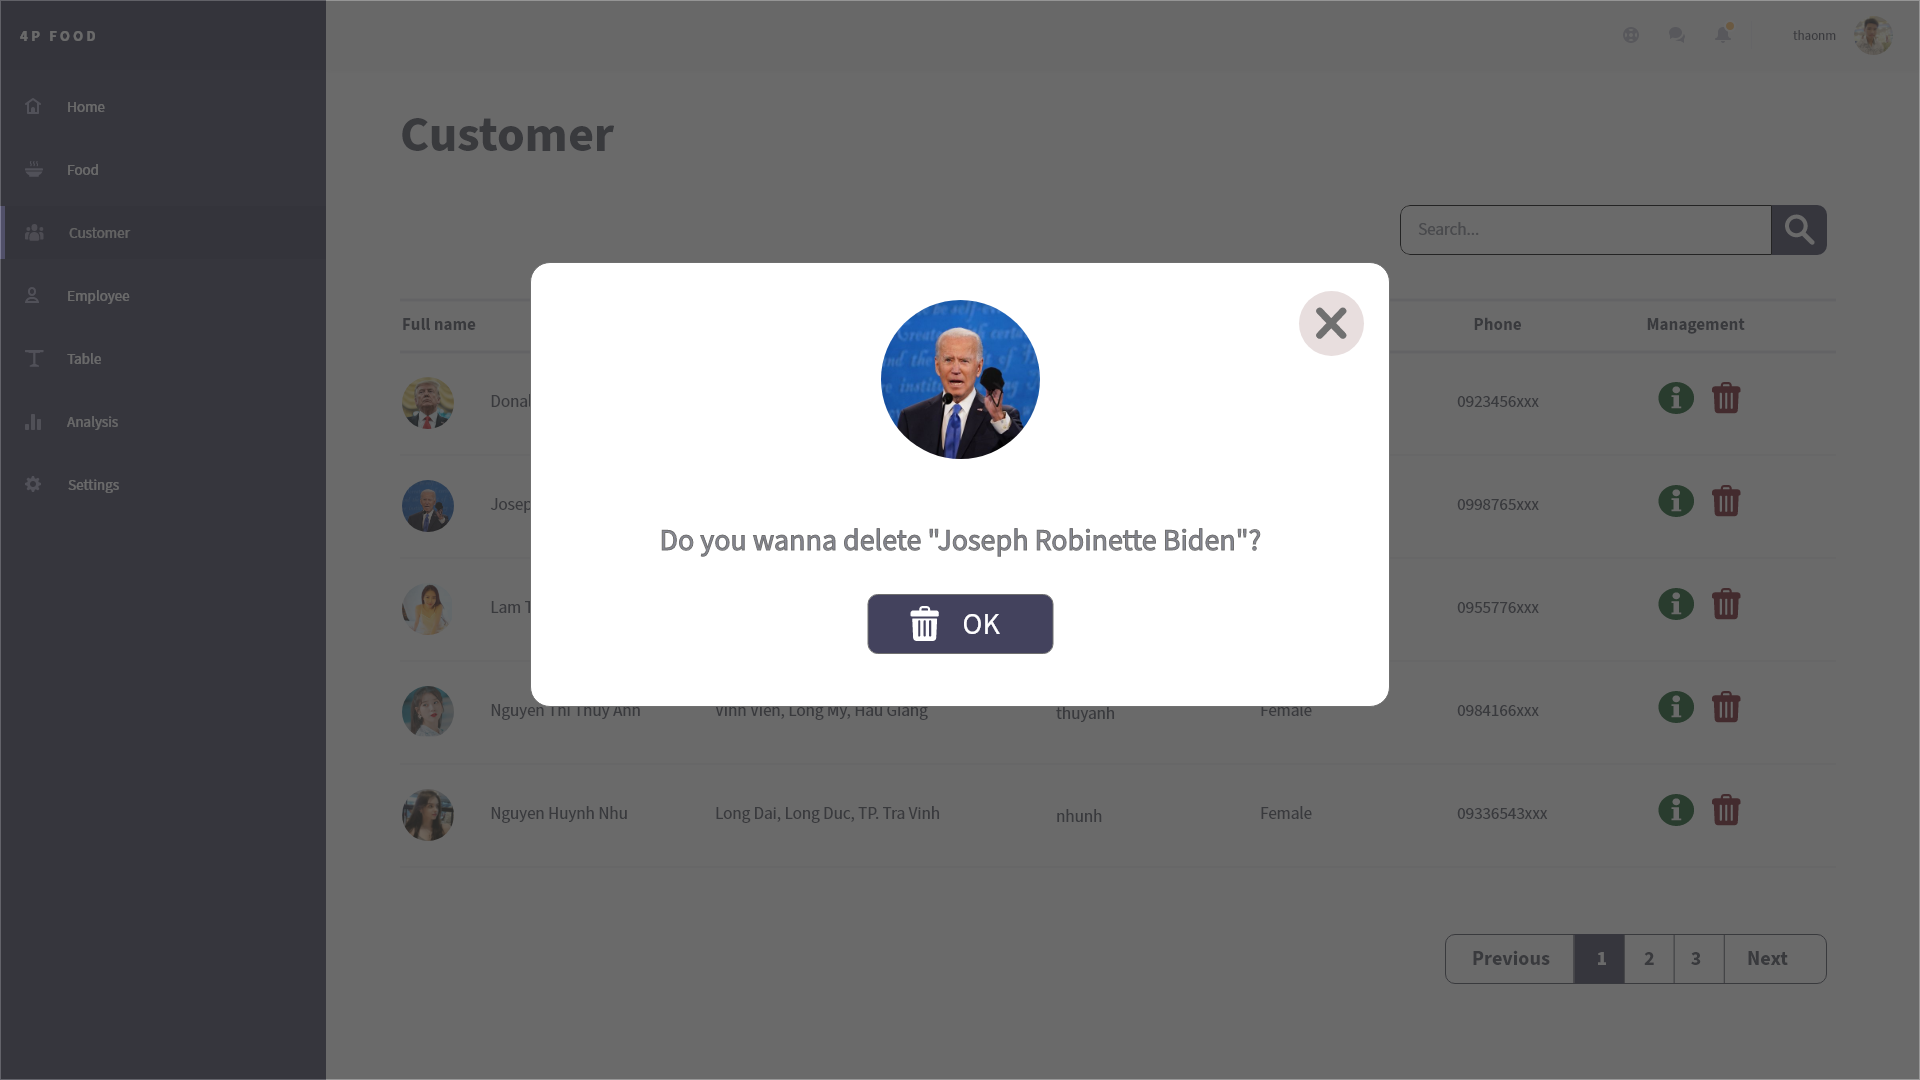 4P FOOD
thaonm
Home
Food
Customer
Employee
Table
Analysis
Settings
Customer
Search...
Full name
Phone
Management
0923456xxx
0998765xxx
0955776xxx
Nguyen Thi Thuy Anh
Vinh Vien, Long My, Hau Giang
thuyanh
Female
0984166xxx
Nguyen Huynh Nhu
Long Dai, Long Duc, TP. Tra Vinh
nhunh
Female
09336543xxx
Do you wanna delete "Joseph Robinette Biden"?
OK
Previous 1 2 3 Next